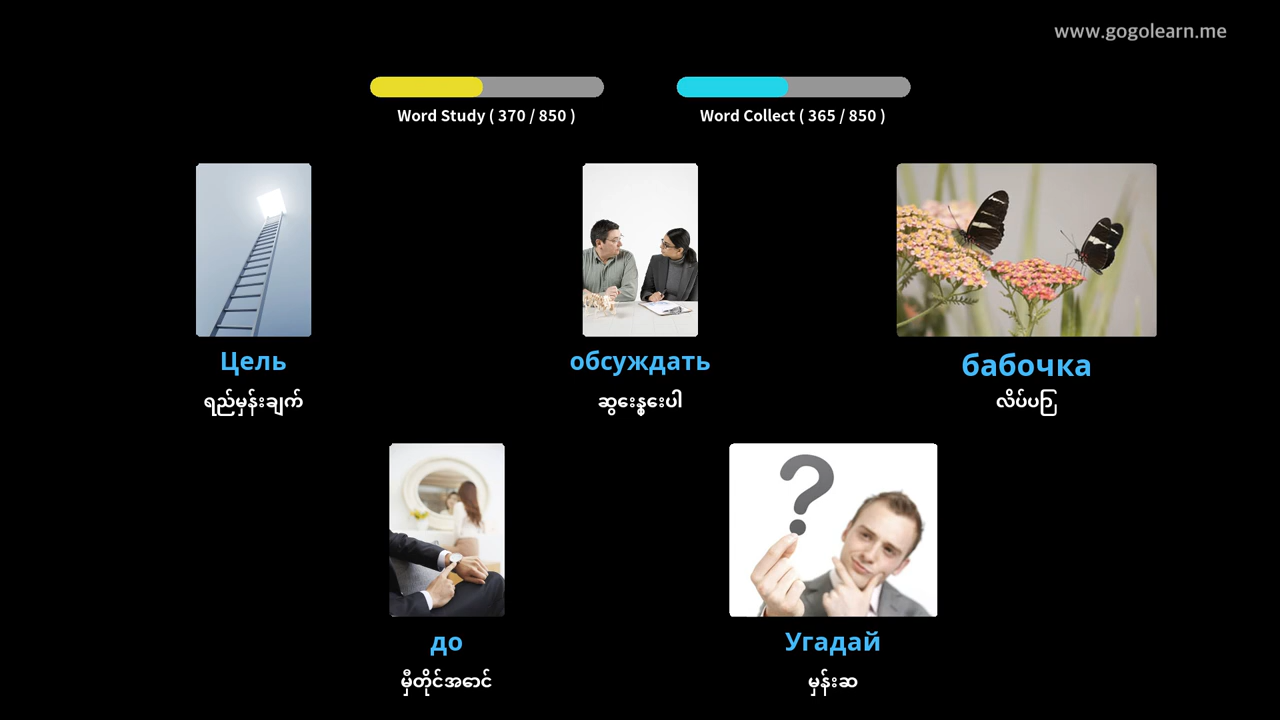 www.gogolearn.me
Word Study ( 370 / 850 )
Word Collect ( 365 / 850 )
Цель
обсуждать
бабочка
ရည်မှန်းချက်
ဆွေးနွေးပါ
လိပ်ပြာ
до
Угадай
မှီတိုင်အောင်
မှန်းဆ